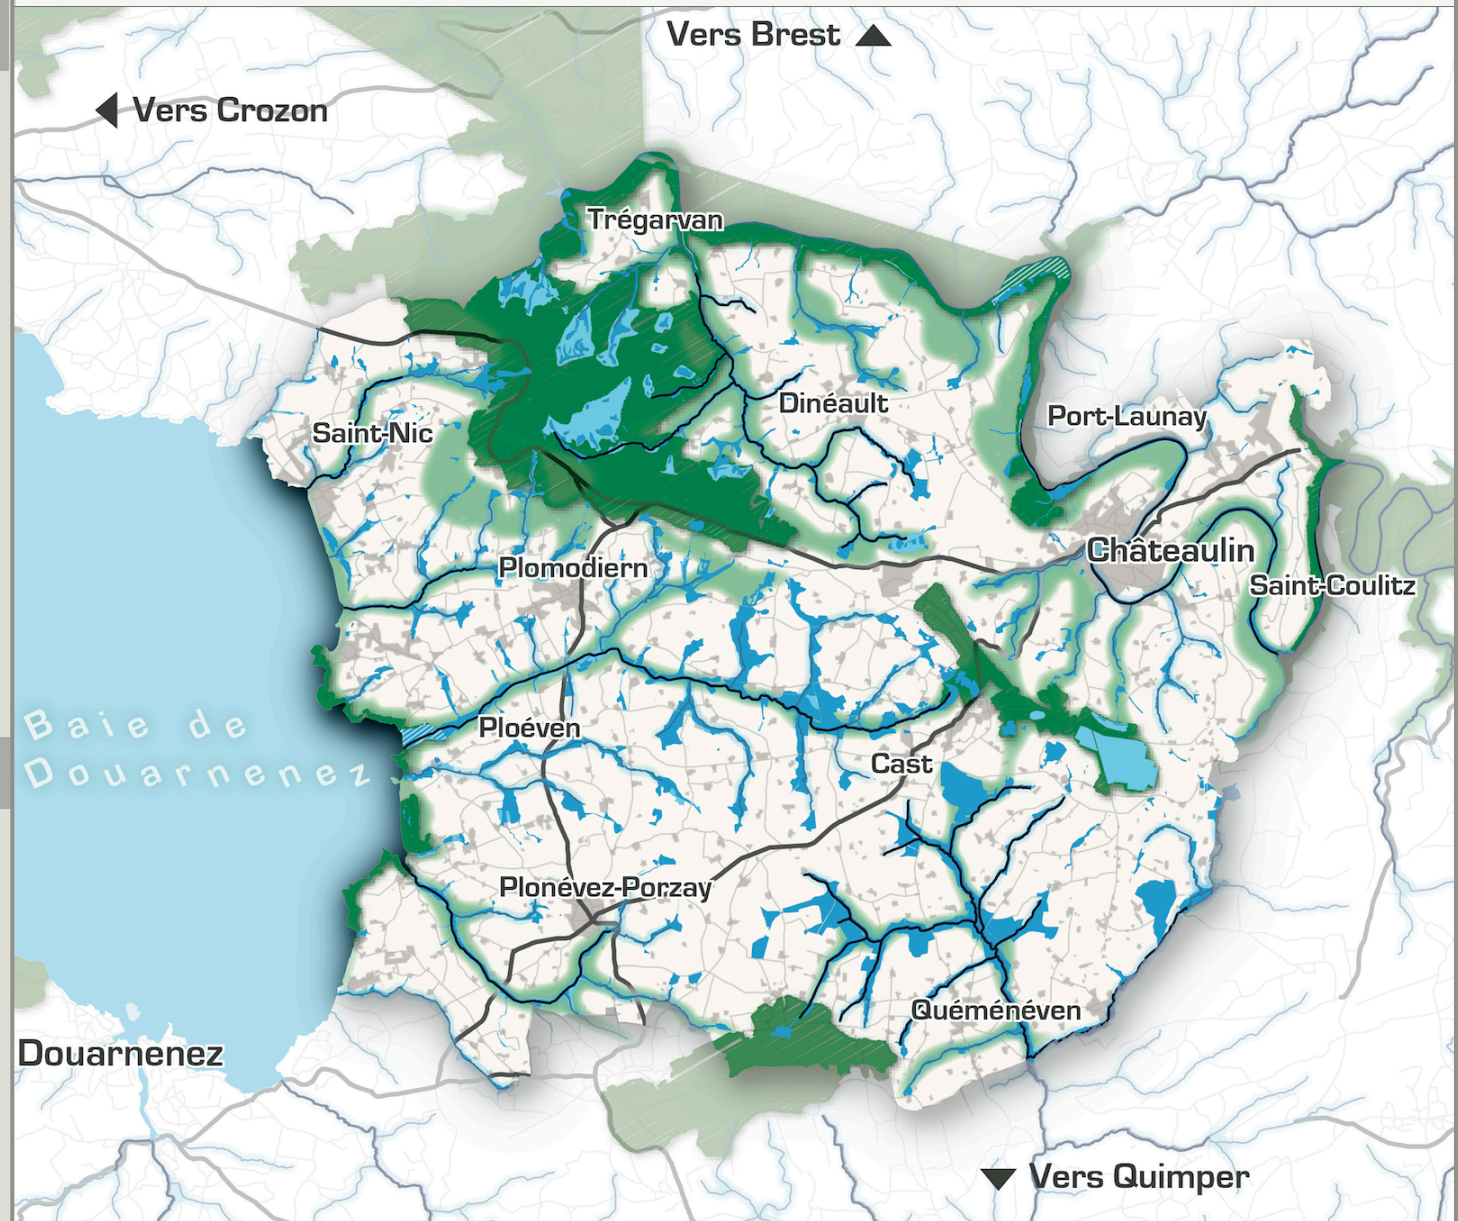 Vers Brest
Vers Crozon
Trégarvan
Dinéault
Port-Launay
Saint-Nic
Châteaulin
Plomodiern
Saint-Coulitz
Baie de
Douarnenez
Ploéven
Cast
Plonévez-Porzay
Quéménéven
Douarnenez
Vers Quimper